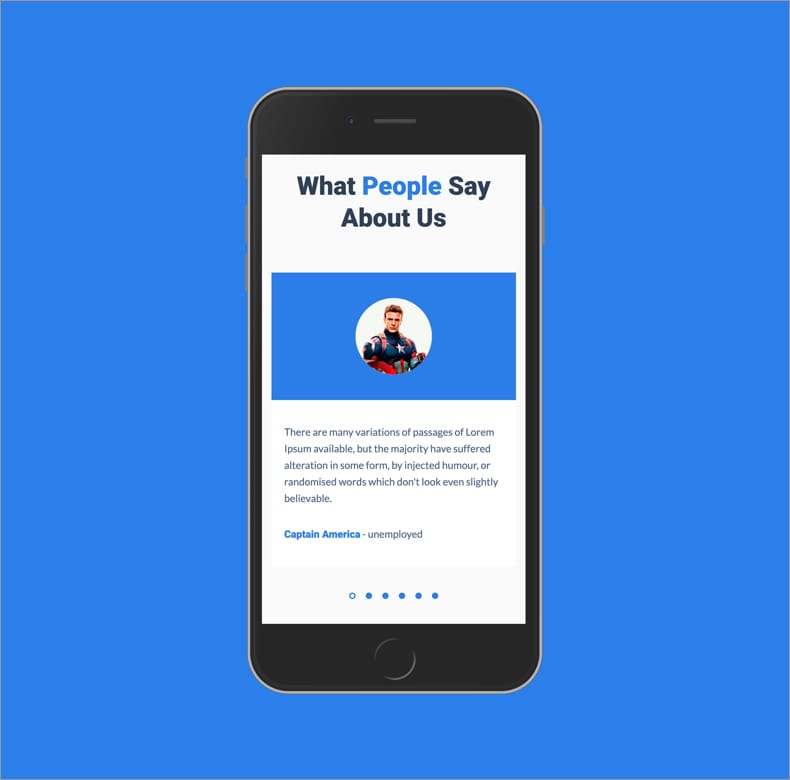 What People Say
About Us
There are many variations of passages of Lorem
Ipsum available, but the majority have suffered
alteration in some form, by injected humour, or
randomised words which don't look even slightly
believable.
Captain America - unemployed